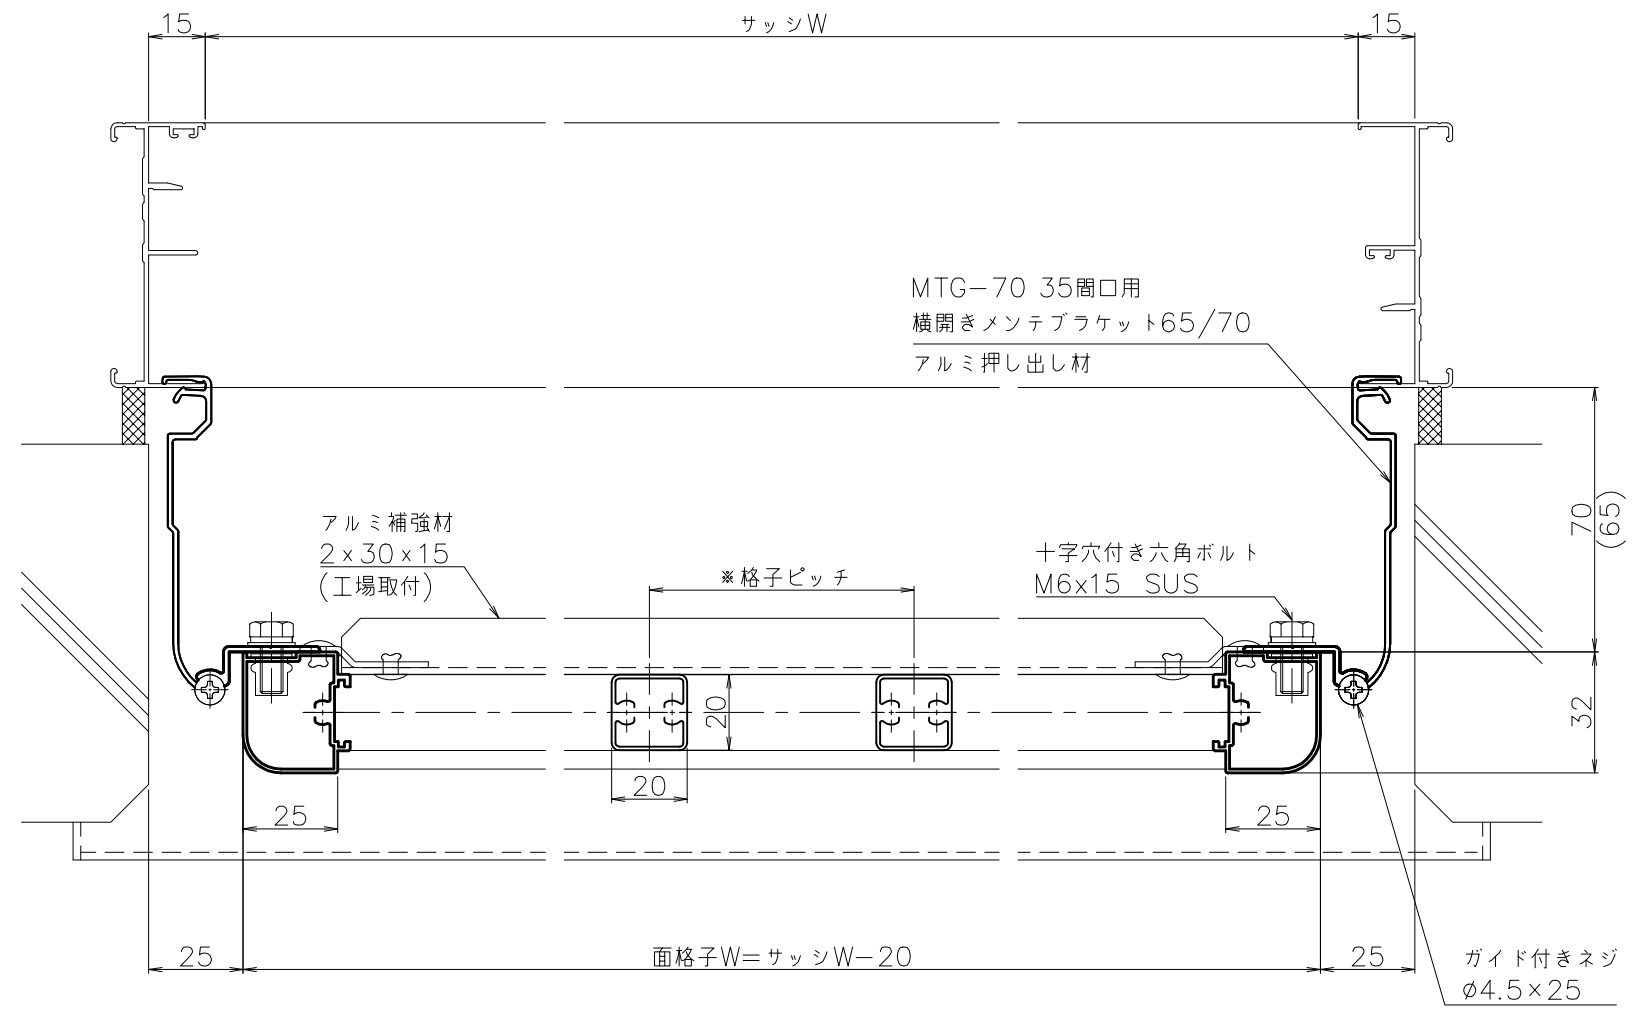 15
サッシW
15
MTG-70 35間口用
横開きメンテブラケット65/70
アルミ押し出し材
70
(65)
アルミ補強材
2x30x15
(工場取付)
※格子ピッチ
十字穴付き六角ボルト
M6x15 SUS
20
32
20
25
25
25
面格子W=サッシW-20
25
ガイド付きネジ
φ4.5×25